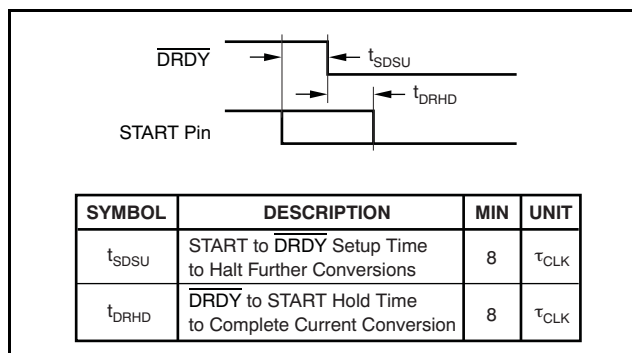 DRDY
tSDSU
tDRHD
START Pin
SYMBOL DESCRIPTION MIN UNIT
tSDSU START to DRDY Setup Time to Halt Further Conversions 8 τCLK
tDRHD DRDY to START Hold Time to Complete Current Conversion 8 τCLK